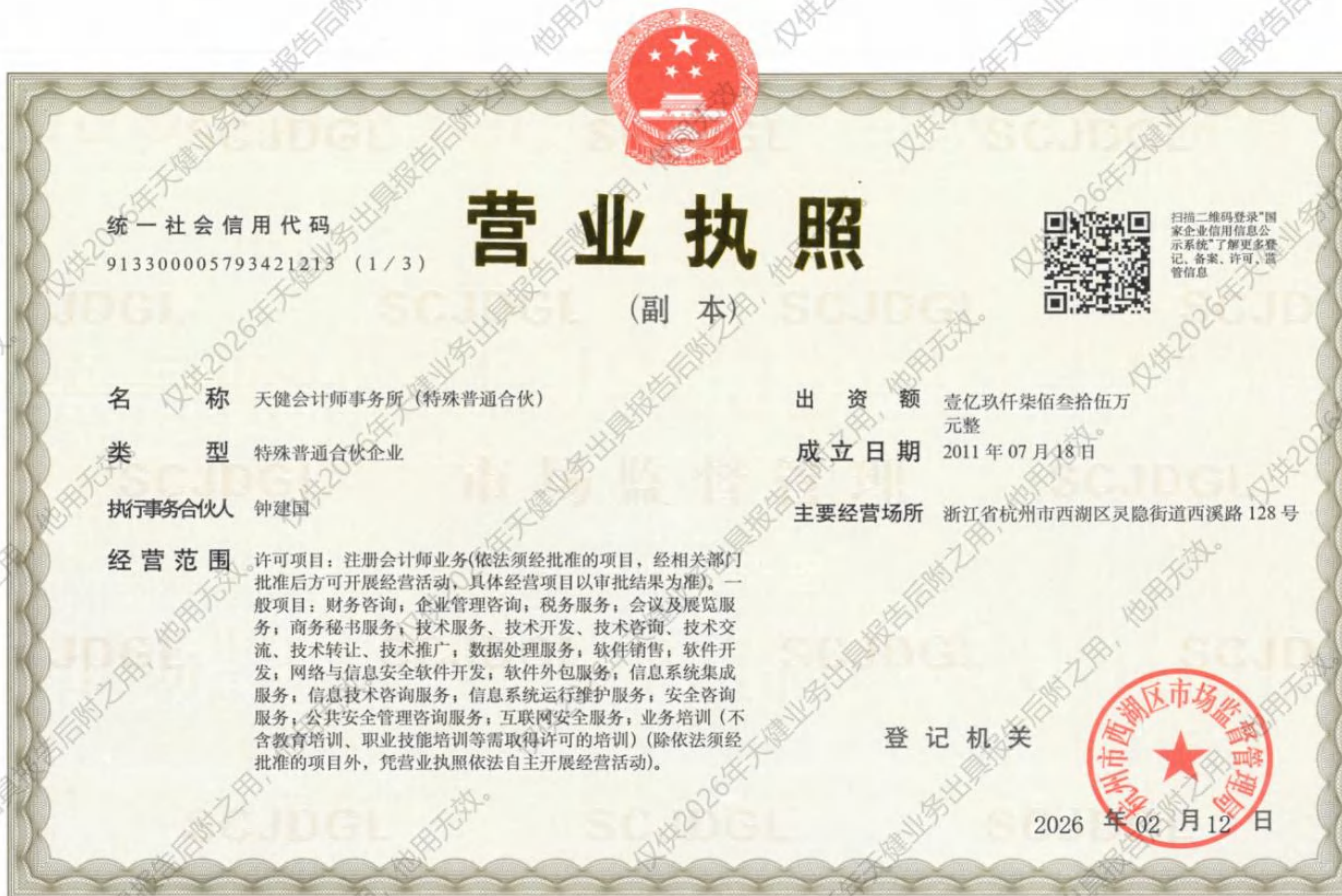 统一社会信用代码
913300005793421213 (1/3)
营业执照
(副 本)
扫描二维码登录"国
家企业信用信息公
示系统"了解更多登
记、备案、许可、监
管信息
名 称 天健会计师事务所(特殊普通合伙)
类 型 特殊普通合伙企业
执行事务合伙人 钟建国
经营范围 许可项目:注册会计师业务(依法须经批准的项目,经相关部门
批准后方可开展经营活动,具体经营项目以审批结果为准)。一
般项目:财务咨询;企业管理咨询;税务服务;会议及展览服
务;商务秘书服务;技术服务、技术开发、技术咨询、技术交
流、技术转让、技术推广;数据处理服务;软件销售;软件开
发;网络与信息安全软件开发;软件外包服务;信息系统集成
服务;信息技术咨询服务;信息系统运行维护服务;安全咨询
服务;公共安全管理咨询服务;互联网安全服务;业务培训(不
含教育培训、职业技能培训等需取得许可的培训)(除依法须经
批准的项目外,凭营业执照依法自主开展经营活动)。
出 资 额 壹亿玖仟柒佰叁拾伍万
元整
成立日期 2011年07月18日
主要经营场所 浙江省杭州市西湖区灵隐街道西溪路128号
登记机关
杭州市西湖区市场监督管理局
2026 年 02 月 12 日
仅供2026年天健业务出具报告后附之用,他用无效。
SCJDGL
市场监督管理